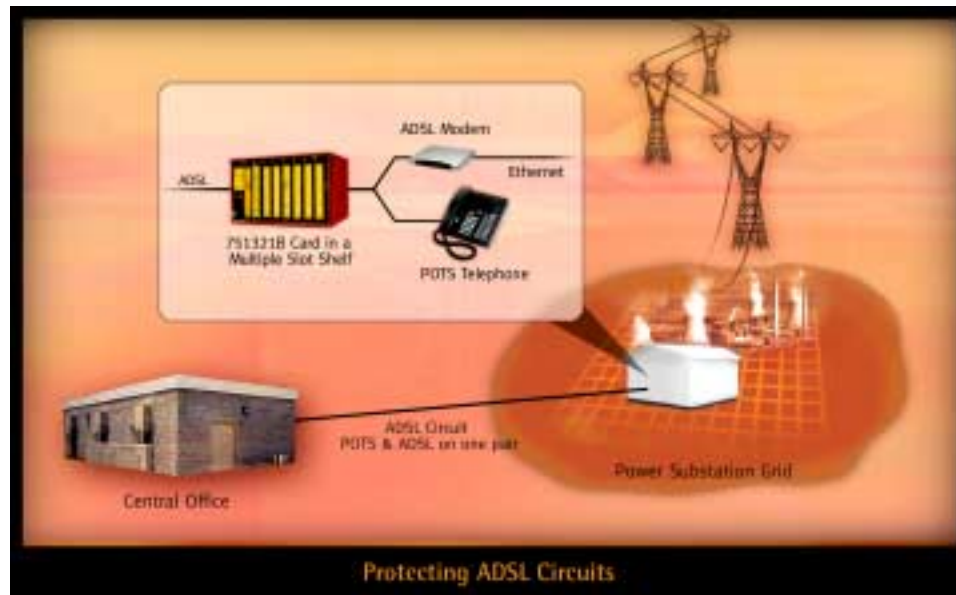 ADSL Modem
Ethernet
ADSL
751321B Card in a
Multiple Slot Shelf
POTS Telephone
ADSL Circuit
POTS & ADSL on one pair
Power Substation Grid
Central Office
Protecting ADSL Circuits